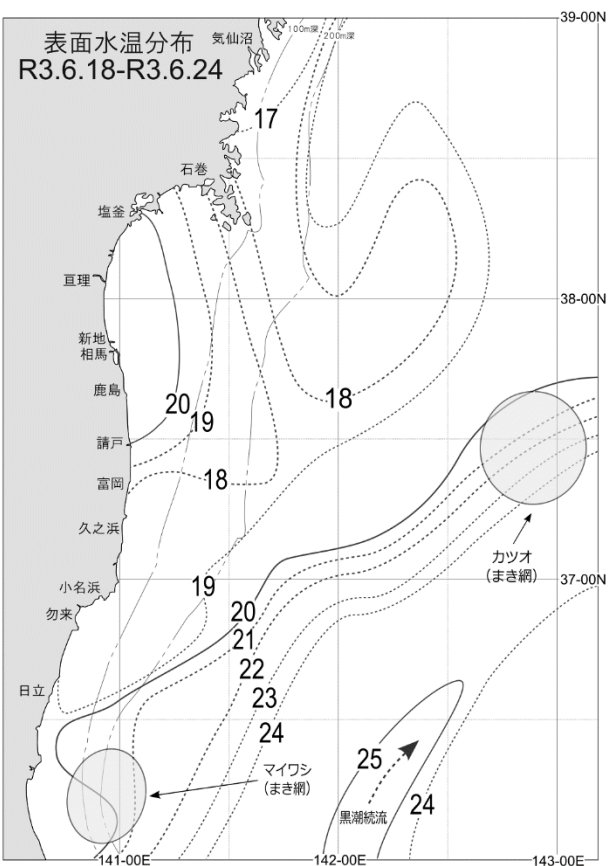 表面水温分布
R3.6.18-R3.6.24
気仙沼
100m深
200m深
39-00N
17
石巻
塩釜
亘理
38-00N
新地
相馬
鹿島
20
19
18
請戸
富岡
18
久之浜
カツオ
(まき網)
小名浜
勿来
19
37-00N
20
21
22
23
24
日立
マイワシ
(まき網)
25
黒潮続流
24
141-00E
142-00E
143-00E